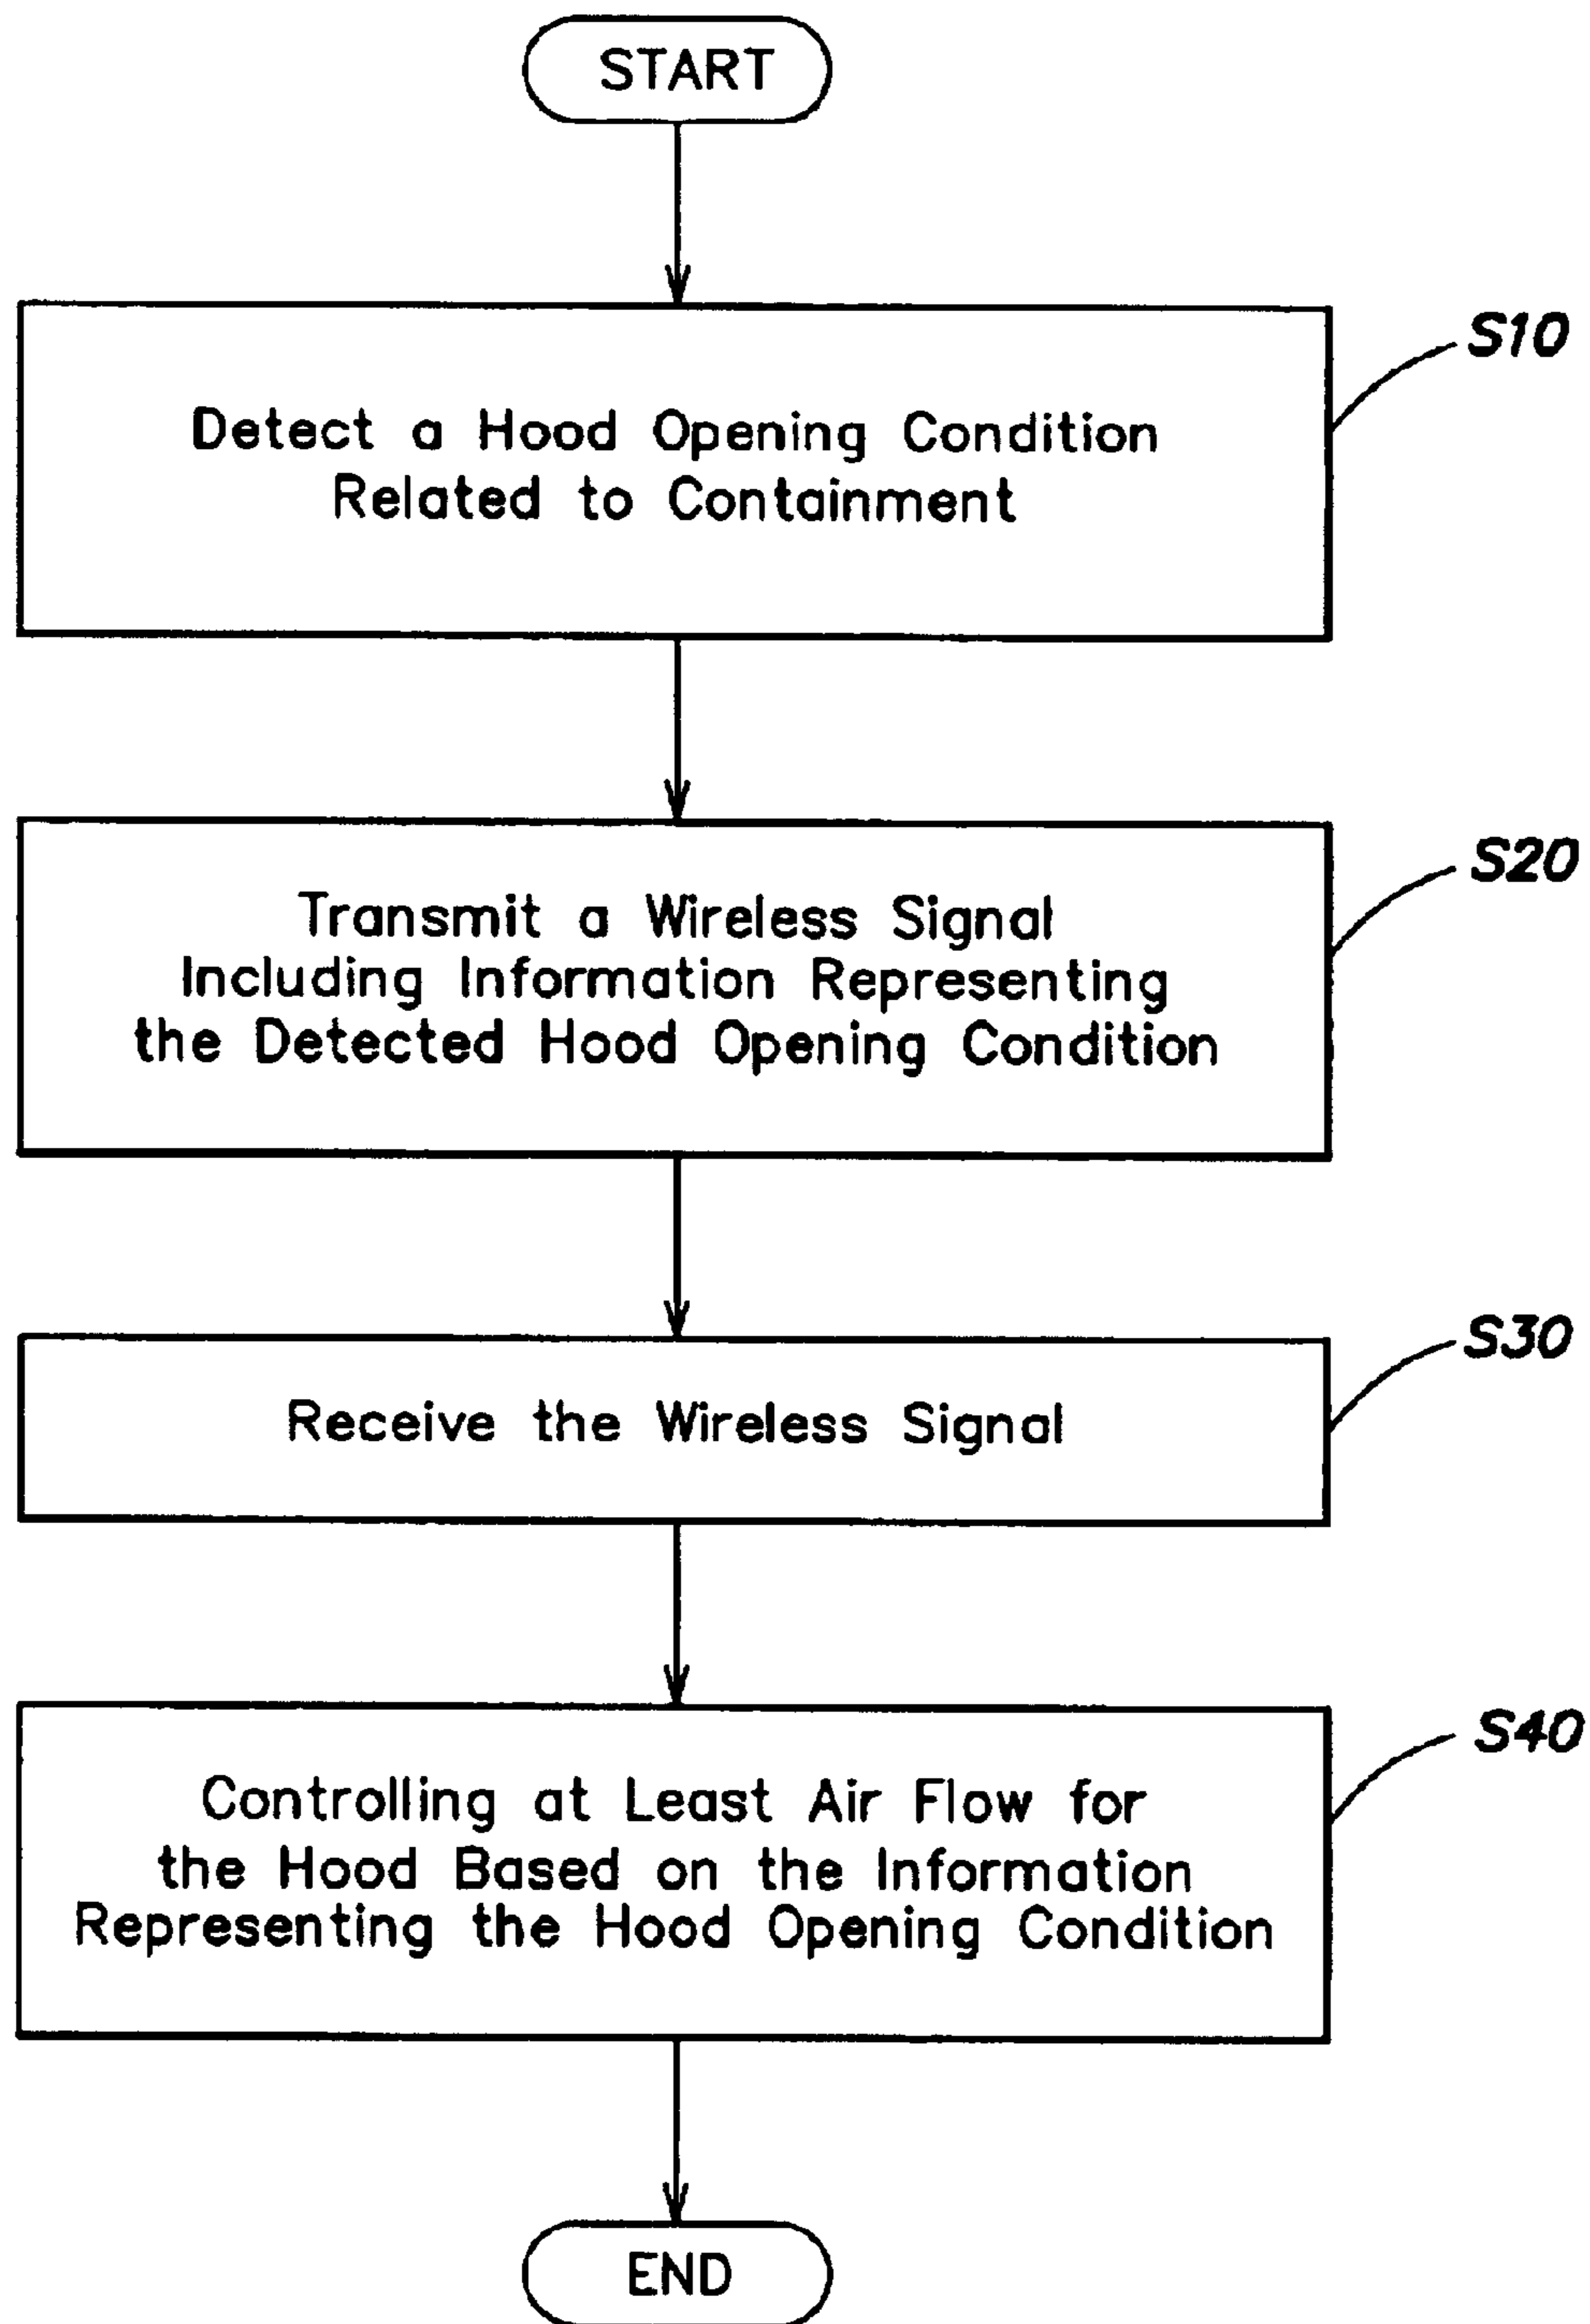 START
Detect a Hood Opening Condition
Related to Containment
S10
Transmit a Wireless Signal
Including Information Representing
the Detected Hood Opening Condition
S20
Receive the Wireless Signal
S30
Controlling at Least Air Flow for
the Hood Based on the Information
Representing the Hood Opening Condition
S40
END